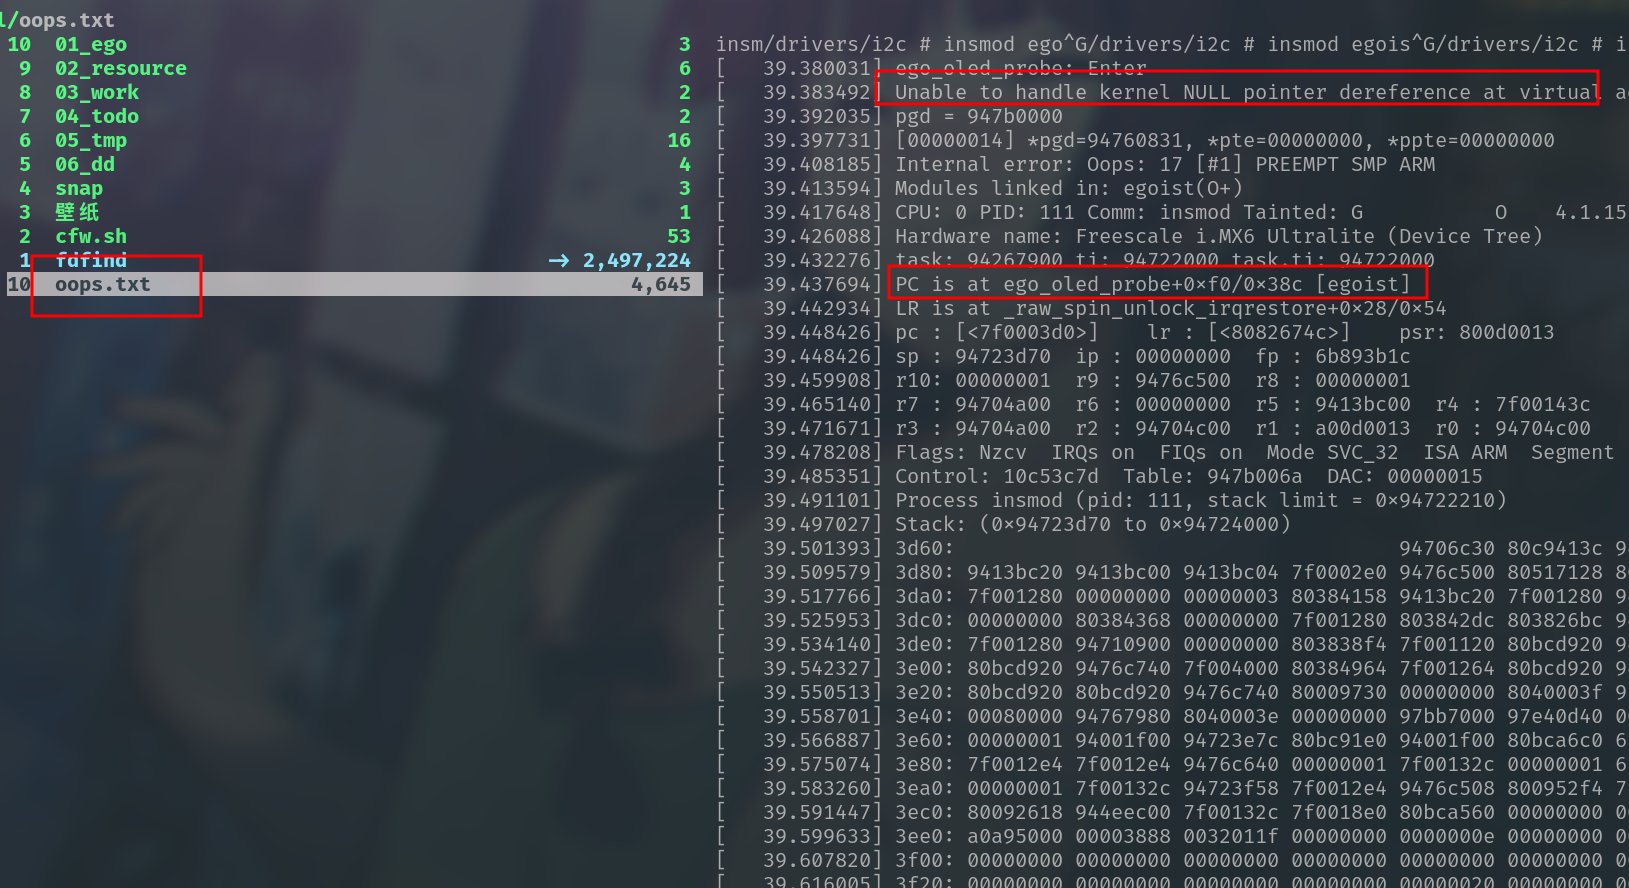 1/oops.txt
10 01_ego 3
9 02_resource 6
8 03_work 2
7 04_todo 2
6 05_tmp 16
5 06_dd 4
4 snap 3
3 壁纸 1
2 cfw.sh 53
1 fdfind → 2,497,224
10 oops.txt 4,645
insm/drivers/i2c # insmod ego^G/drivers/i2c # insmod egois^G/drivers/i2c # i
[ 39.380031] ego_oled_probe: Enter
[ 39.383492] Unable to handle kernel NULL pointer dereference at virtual a
[ 39.392035] pgd = 947b0000
[ 39.397731] [00000014] *pgd=94760831, *pte=00000000, *ppte=00000000
[ 39.408185] Internal error: Oops: 17 [#1] PREEMPT SMP ARM
[ 39.413594] Modules linked in: egoist(O+)
[ 39.417648] CPU: 0 PID: 111 Comm: insmod Tainted: G O 4.1.15
[ 39.426088] Hardware name: Freescale i.MX6 Ultralite (Device Tree)
[ 39.432276] task: 94267900 ti: 94722000 task.ti: 94722000
[ 39.437694] PC is at ego_oled_probe+0×f0/0×38c [egoist]
[ 39.442934] LR is at _raw_spin_unlock_irqrestore+0×28/0×54
[ 39.448426] pc : [<7f0003d0>] lr : [<8082674c>] psr: 800d0013
[ 39.448426] sp : 94723d70 ip : 00000000 fp : 6b893b1c
[ 39.459908] r10: 00000001 r9 : 9476c500 r8 : 00000001
[ 39.465140] r7 : 94704a00 r6 : 00000000 r5 : 9413bc00 r4 : 7f00143c
[ 39.471671] r3 : 94704a00 r2 : 94704c00 r1 : a00d0013 r0 : 94704c00
[ 39.478208] Flags: Nzcv IRQs on FIQs on Mode SVC_32 ISA ARM Segment
[ 39.485351] Control: 10c53c7d Table: 947b006a DAC: 00000015
[ 39.491101] Process insmod (pid: 111, stack limit = 0×94722210)
[ 39.497027] Stack: (0×94723d70 to 0×94724000)
[ 39.501393] 3d60: 94706c30 80c9413c 9
[ 39.509579] 3d80: 9413bc20 9413bc00 9413bc04 7f0002e0 9476c500 80517128 8
[ 39.517766] 3da0: 7f001280 00000000 00000003 80384158 9413bc20 7f001280 9
[ 39.525953] 3dc0: 00000000 80384368 00000000 7f001280 803842dc 803826bc 9
[ 39.534140] 3de0: 7f001280 94710900 00000000 803838f4 7f001120 80bcd920 9
[ 39.542327] 3e00: 80bcd920 9476c740 7f004000 80384964 7f001264 80bcd920 9
[ 39.550513] 3e20: 80bcd920 80bcd920 9476c740 80009730 00000000 8040003f 9
[ 39.558701] 3e40: 00080000 94767980 8040003e 00000000 97bb7000 97e40d40 0
[ 39.566887] 3e60: 00000001 94001f00 94723e7c 80bc91e0 94001f00 80bca6c0 6
[ 39.575074] 3e80: 7f0012e4 7f0012e4 9476c640 00000001 7f00132c 00000001 6
[ 39.583260] 3ea0: 00000001 7f00132c 94723f58 7f0012e4 9476c508 800952f4 7
[ 39.591447] 3ec0: 80092618 944eec00 7f00132c 7f0018e0 80bca560 00000000 0
[ 39.599633] 3ee0: a0a95000 00003888 0032011f 00000000 0000000e 00000000 0
[ 39.607820] 3f00: 00000000 00000000 00000000 00000000 00000000 00000000 0
[ 39.616005] 3f20: 00000000 00000000 00000000 00000000 00000020 00000000 0